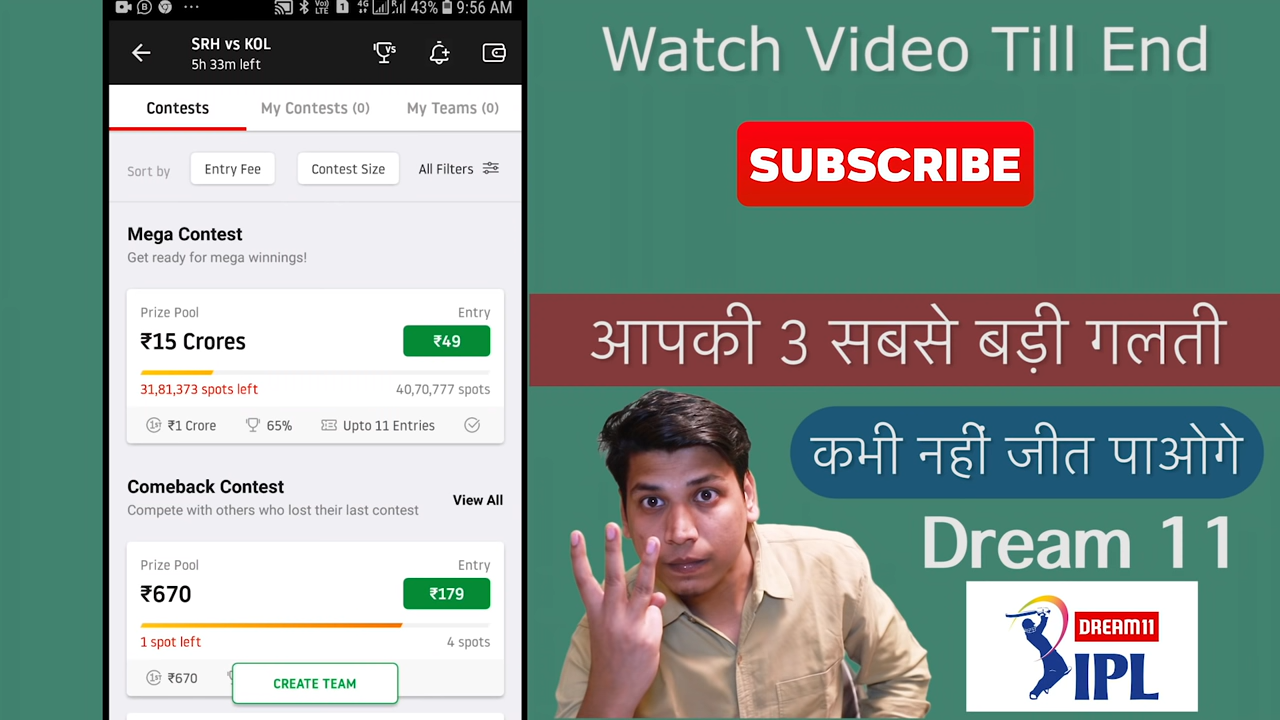 43% 9:56 AM
SRH vs KOL
5h 33m left
Contests My Contests (0) My Teams (0)
Sort by Entry Fee Contest Size All Filters
Mega Contest
Get ready for mega winnings!
Prize Pool Entry
₹15 Crores ₹49
31,81,373 spots left 40,70,777 spots
₹1 Crore 65% Upto 11 Entries
Comeback Contest
View All
Compete with others who lost their last contest
Prize Pool Entry
₹670 ₹179
1 spot left 4 spots
₹670
CREATE TEAM
Watch Video Till End
SUBSCRIBE
आपकी 3 सबसे बड़ी गलती
कभी नहीं जीत पाओगे
Dream 11
DREAM11
IPL